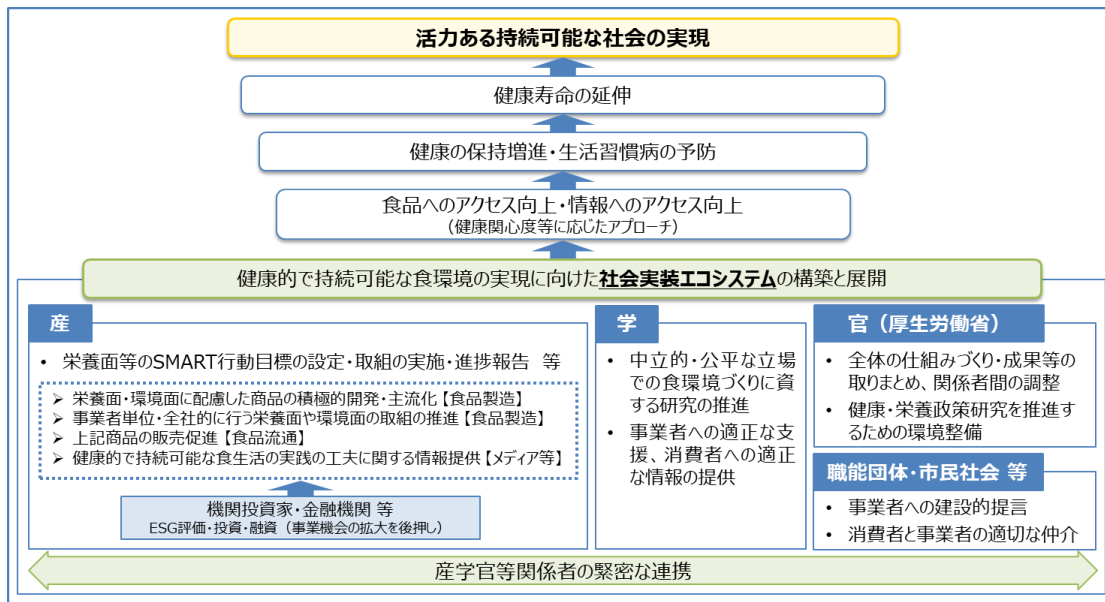 活力ある持続可能な社会の実現
健康寿命の延伸
健康の保持増進・生活習慣病の予防
食品へのアクセス向上・情報へのアクセス向上
（健康関心度等に応じたアプローチ）
健康的で持続可能な食環境の実現に向けた社会実装エコシステムの構築と展開
産
• 栄養面等のSMART行動目標の設定・取組の実施・進捗報告 等
➢ 栄養面・環境面に配慮した商品の積極的開発・主流化【食品製造】
➢ 事業者単位・全社的に行う栄養面や環境面の取組の推進【食品製造】
➢ 上記商品の販売促進【食品流通】
➢ 健康的で持続可能な食生活の実践の工夫に関する情報提供【メディア等】
機関投資家・金融機関 等
ESG評価・投資・融資（事業機会の拡大を後押し）
学
• 中立的・公平な立場
での食環境づくりに資
する研究の推進
• 事業者への適正な支
援、消費者への適正
な情報の提供
官（厚生労働省）
• 全体の仕組みづくり・成果等の
取りまとめ、関係者間の調整
• 健康・栄養政策研究を推進す
るための環境整備
職能団体・市民社会 等
• 事業者への建設的提言
• 消費者と事業者の適切な仲介
産学官等関係者の緊密な連携